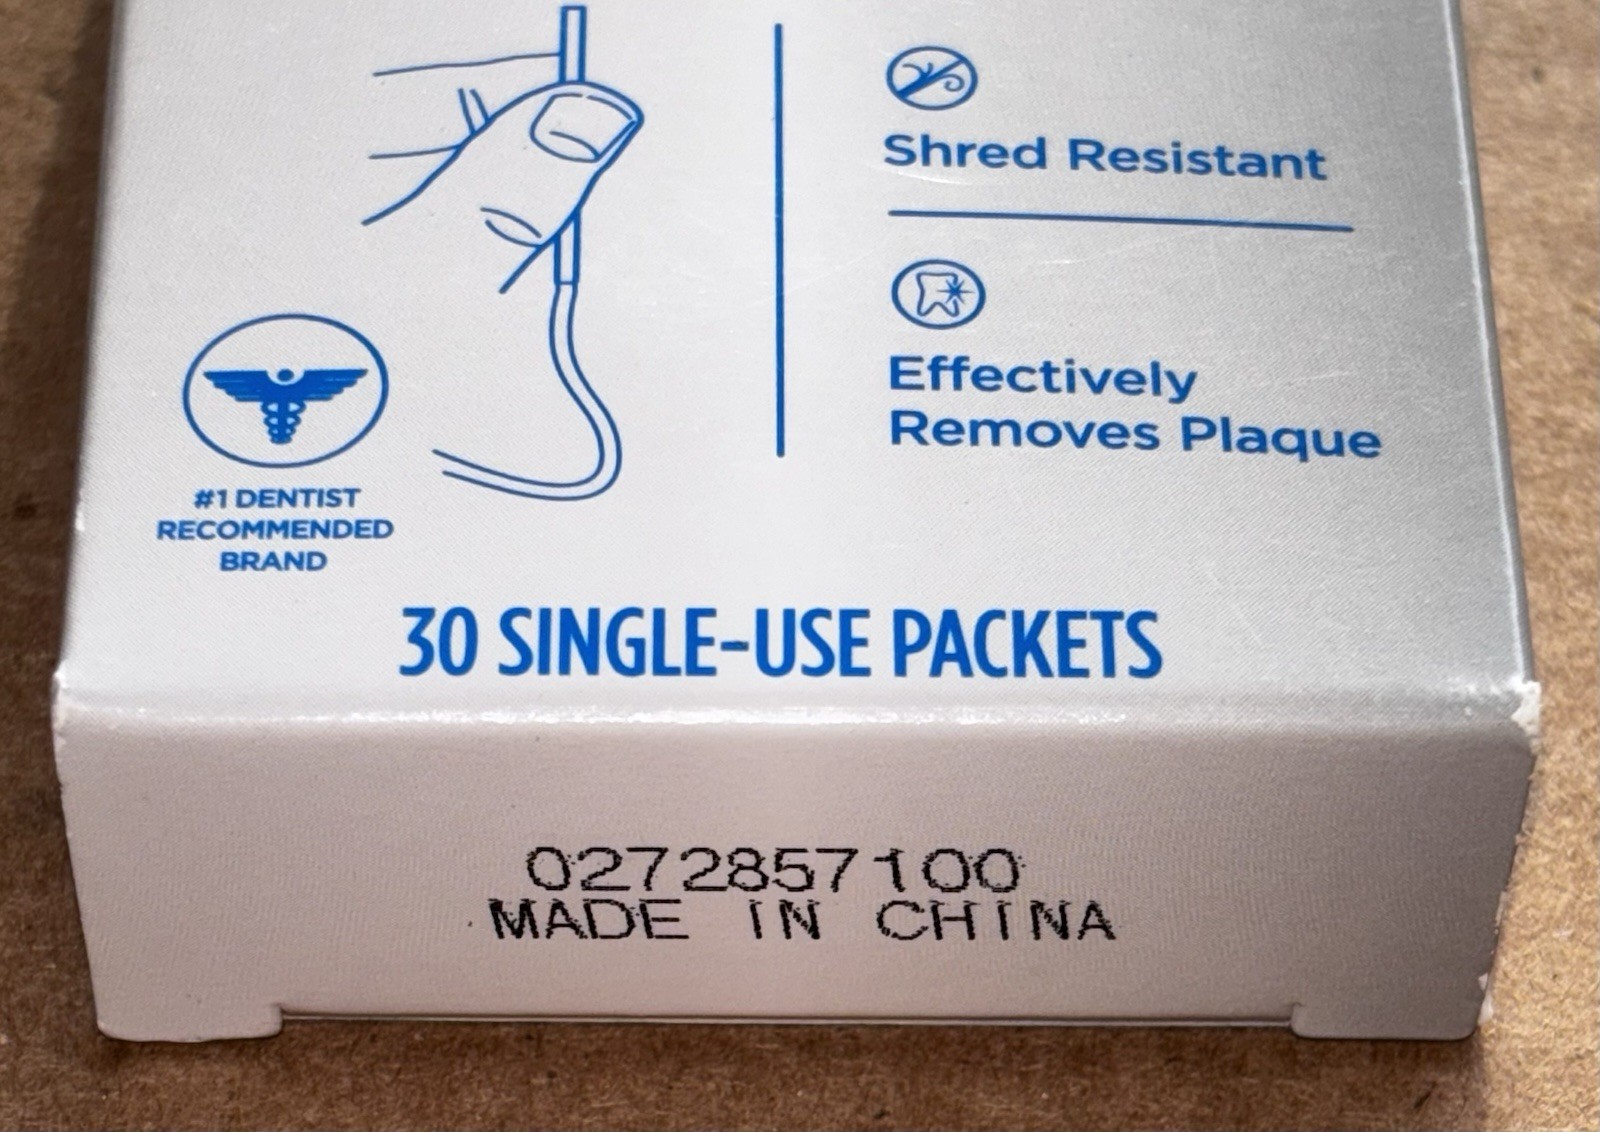 Shred Resistant
Effectively
Removes Plaque
#1 DENTIST
RECOMMENDED
BRAND
30 SINGLE-USE PACKETS
0272857100
MADE IN CHINA